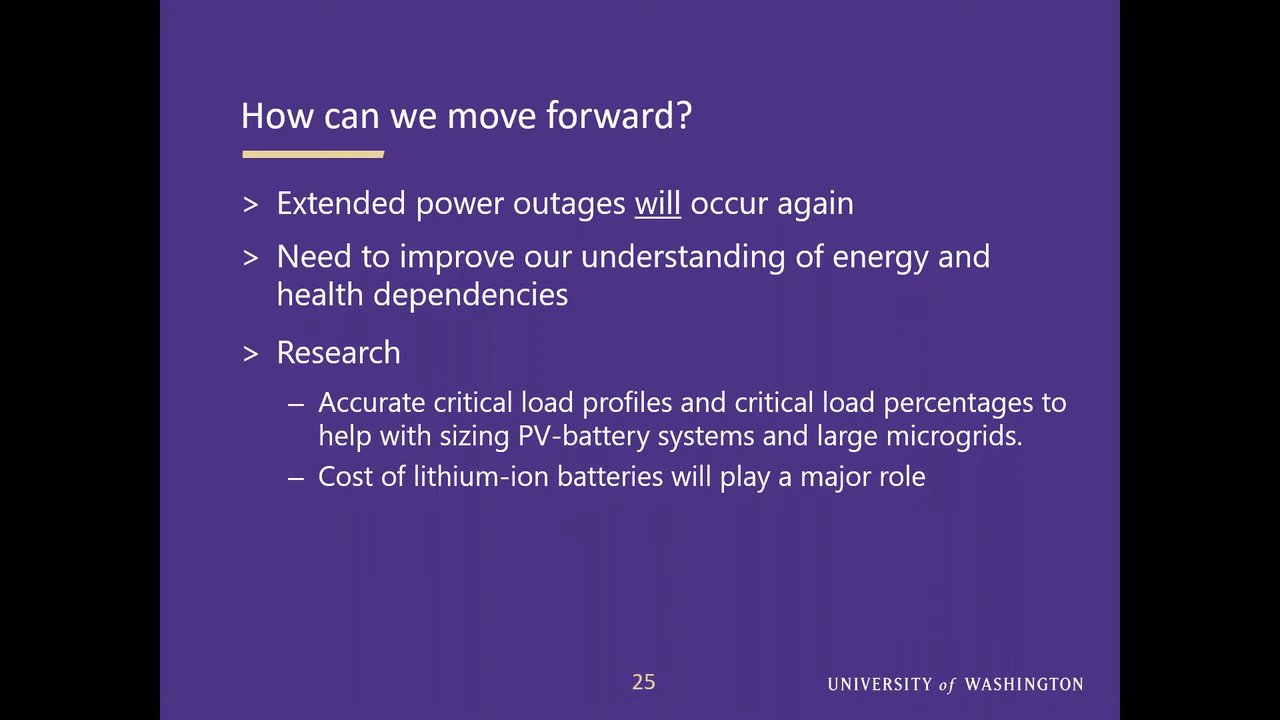 How can we move forward?
> Extended power outages will occur again
> Need to improve our understanding of energy and
health dependencies
> Research
– Accurate critical load profiles and critical load percentages to
help with sizing PV-battery systems and large microgrids.
– Cost of lithium-ion batteries will play a major role
25
UNIVERSITY of WASHINGTON